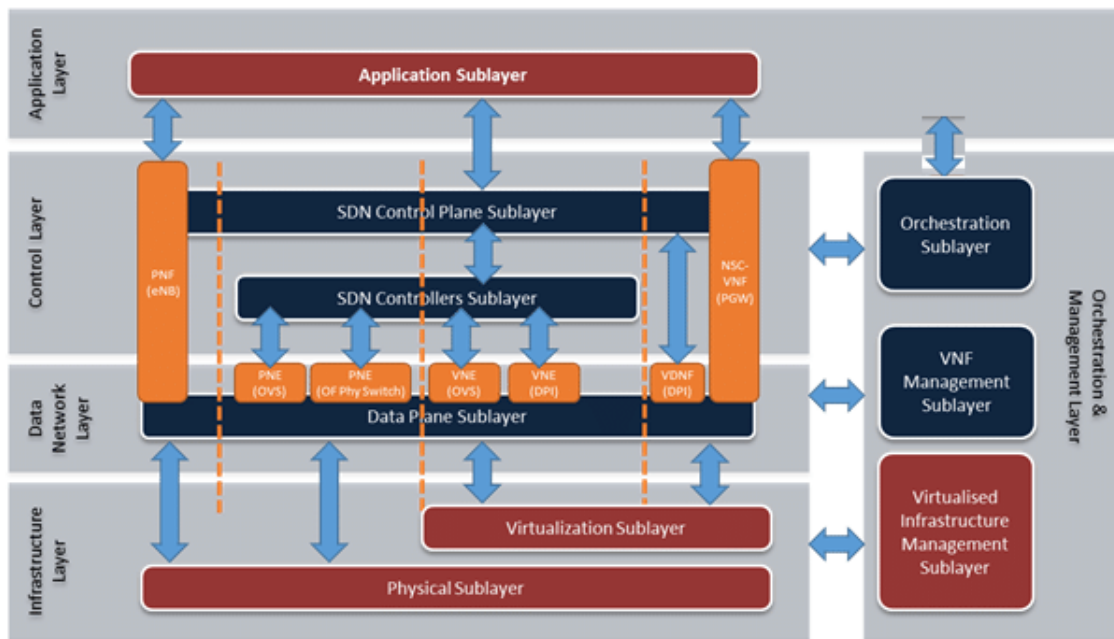 Application
Layer
Application Sublayer
Control Layer
PNF
(eNB)
SDN Control Plane Sublayer
SDN Controllers Sublayer
NSC-
VNF
(PGW)
Orchestration
Sublayer
Orchestration &
Management Layer
Data
Network
Layer
PNE
(OVS)
PNE
(OF Phy Switch)
VNE
(OVS)
VNE
(DPI)
VDNF
(DPI)
Data Plane Sublayer
VNF
Management
Sublayer
Infrastructure
Layer
Virtualization Sublayer
Physical Sublayer
Virtualised
Infrastructure
Management
Sublayer